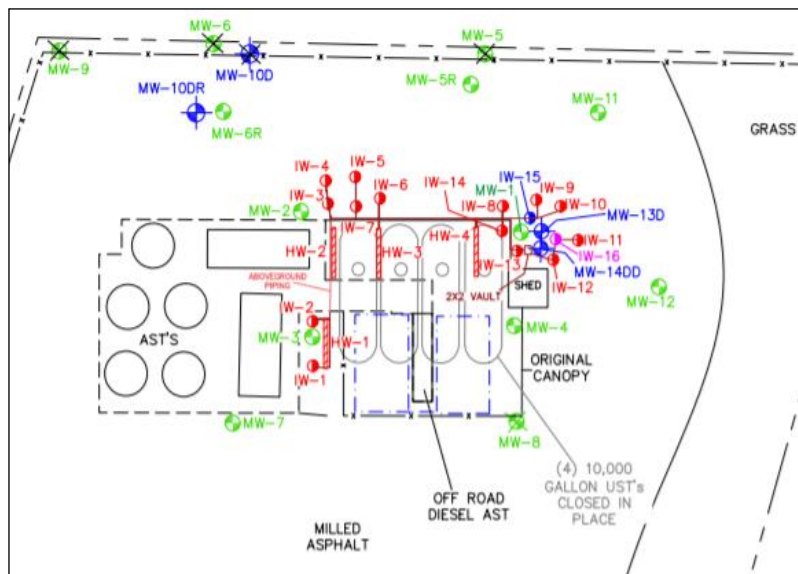 MW-6
MW-5
MW-9
MW-10D
MW-5R
MW-10DR
MW-11
MW-6R
GRASS
IW-4
IW-5
IW-14
IW-15
IW-9
IW-3
IW-6
MW-1
IW-8
IW-10
MW-2
IW-7
MW-13D
HW-2
HW-3
HW-4
IW-11
IW-16
IW-13
MW-14DD
IW-12
ABOVEGROUND
PIPING
SHED
2X2 VAULT
MW-12
IW-2
AST'S
MW-3
HW-1
MW-4
IW-1
ORIGINAL
CANOPY
MW-7
MW-8
(4) 10,000
GALLON UST's
CLOSED IN
PLACE
OFF ROAD
DIESEL AST
MILLED
ASPHALT